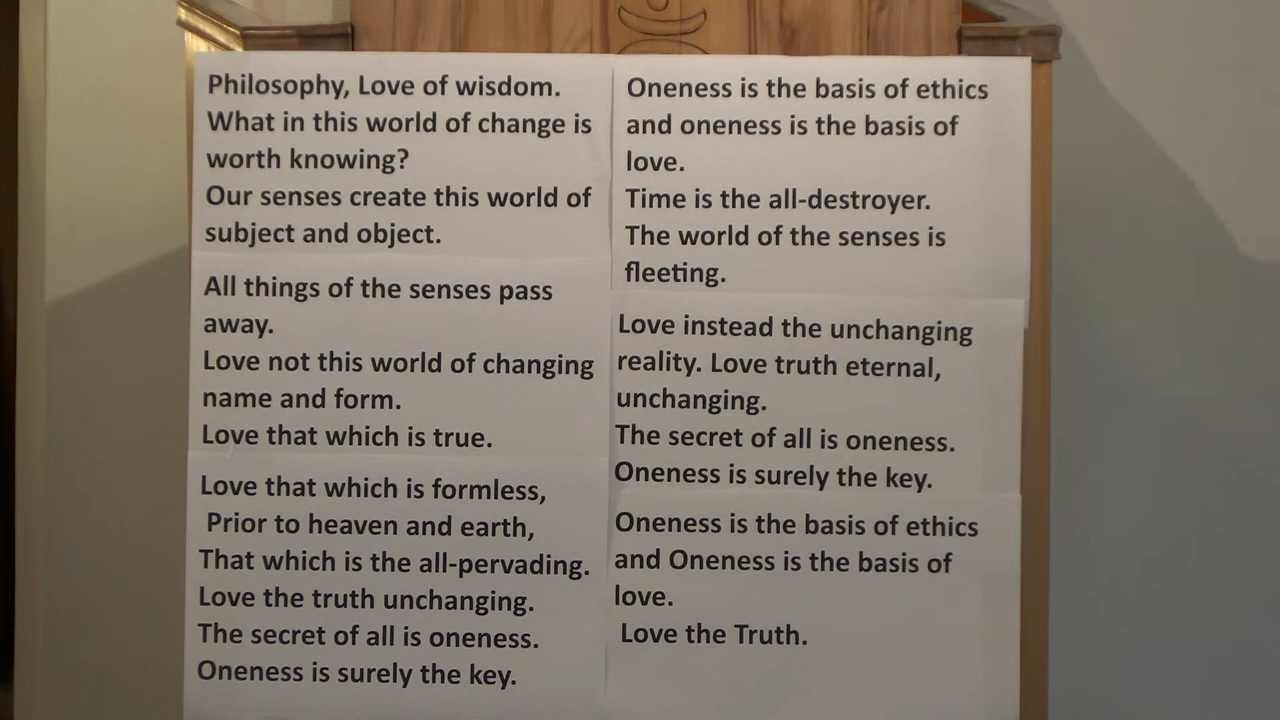 Philosophy, Love of wisdom.
What in this world of change is
worth knowing?
Our senses create this world of
subject and object.
All things of the senses pass
away.
Love not this world of changing
name and form.
Love that which is true.
Love that which is formless,
Prior to heaven and earth,
That which is the all-pervading.
Love the truth unchanging.
The secret of all is oneness.
Oneness is surely the key.
Oneness is the basis of ethics
and oneness is the basis of
love.
Time is the all-destroyer.
The world of the senses is
fleeting.
Love instead the unchanging
reality. Love truth eternal,
unchanging.
The secret of all is oneness.
Oneness is surely the key.
Oneness is the basis of ethics
and Oneness is the basis of
love.
Love the Truth.